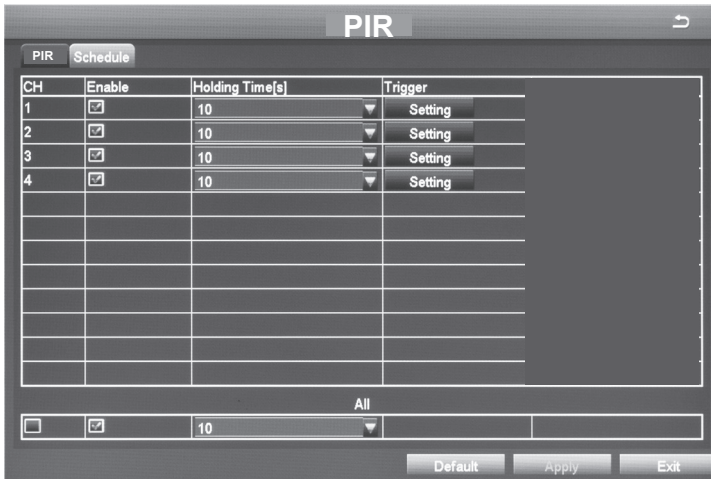 PIR
PIR Schedule
CH Enable Holding Time[s] Trigger
1 10 Setting
2 10 Setting
3 10 Setting
4 10 Setting
All
10
Default Apply Exit